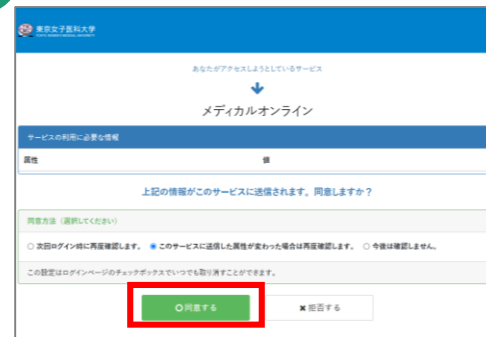 東京女子医科大学
TOKYO WOMEN'S MEDICAL UNIVERSITY
あなたがアクセスしようとしているサービス
メディカルオンライン
サービスの利用に必要な情報
属性 値
上記の情報がこのサービスに送信されます。同意しますか？
同意方法（選択してください）
次回ログイン時に再度確認します。 このサービスに送信した属性が変わった場合は再度確認します。 今後は確認しません。
この設定はログインページのチェックボックスでいつでも取り消すことができます。
同意する 拒否する